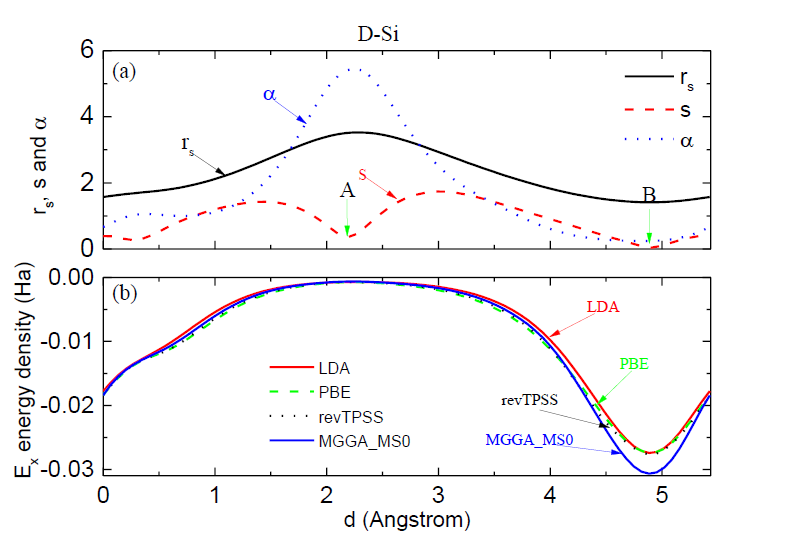 D-Si
(a)
6
4
2
0
r_s, s and α
α
r_s
A
S
B
r_s
s
α
(b)
0.00
-0.01
-0.02
-0.03
E_x energy density (Ha)
LDA
PBE
revTPSS
MGGA_MS0
LDA
PBE
revTPSS
MGGA_MS0
0 1 2 3 4 5
d (Angstrom)